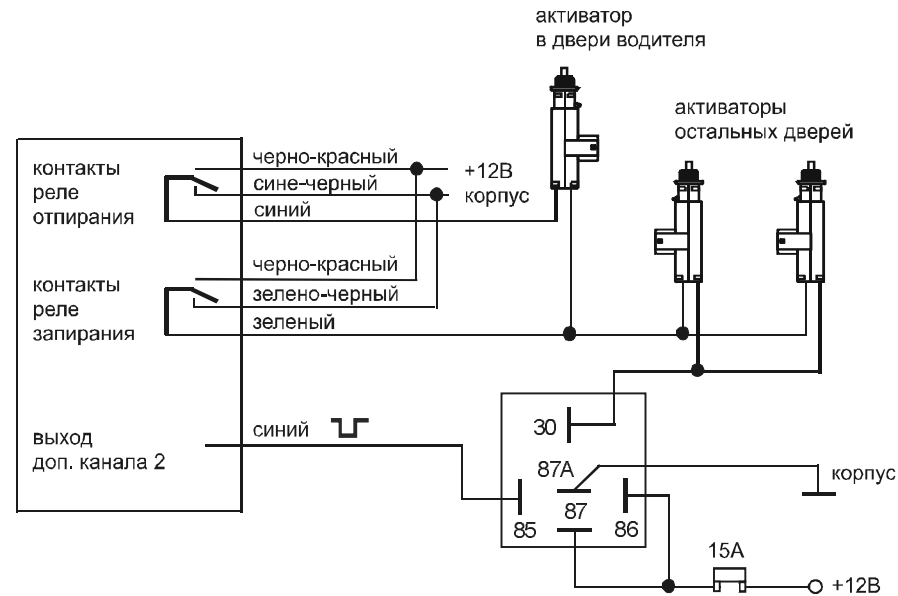 активатор
в двери водителя
активаторы
остальных дверей
контакты
реле
отпирания
черно-красный
+12В
сине-черный
корпус
синий
контакты
реле
запирания
черно-красный
зелено-черный
зеленый
выход
доп. канала 2
синий
30
87А
87
85
86
корпус
15А
+12В